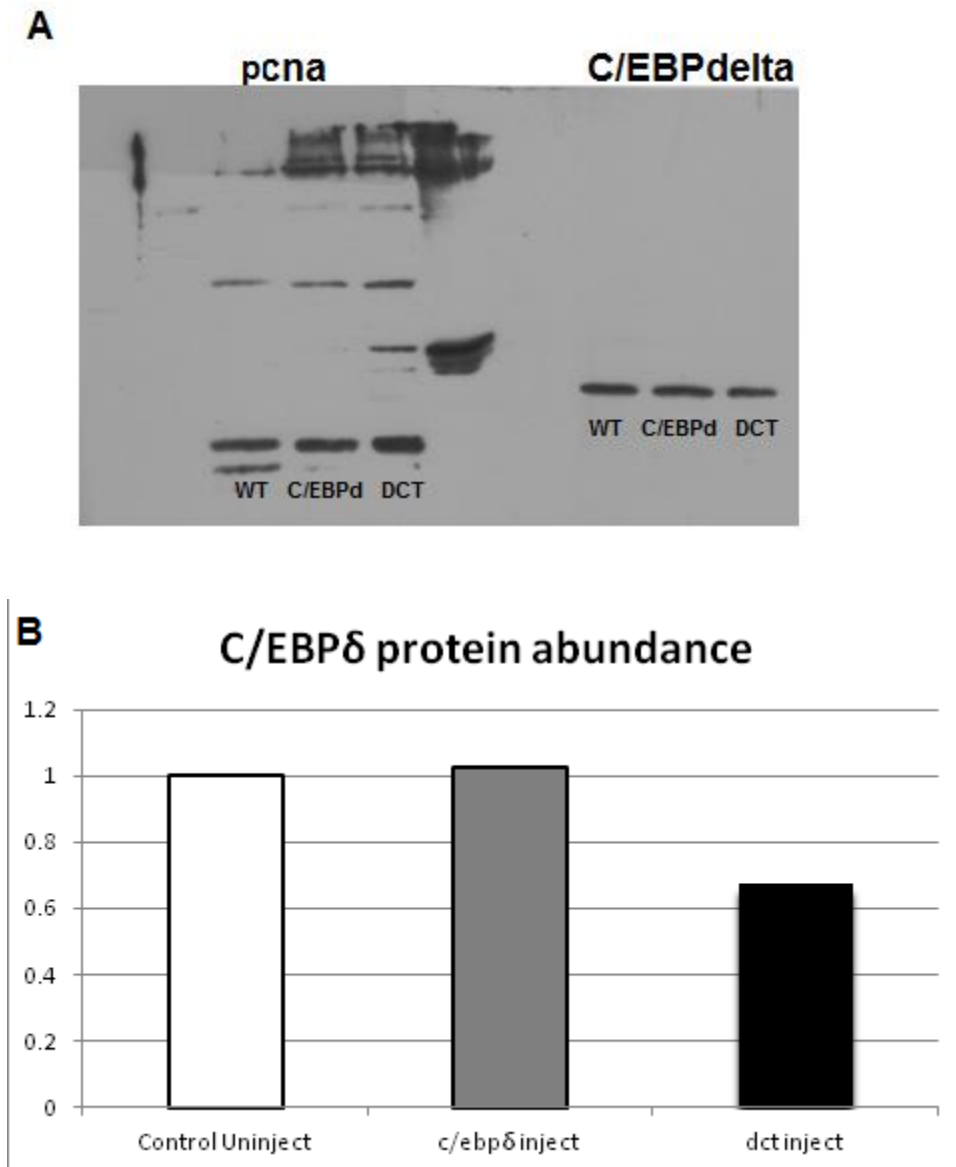 A
pcna C/EBPdelta
WT C/EBPd DCT
WT C/EBPd DCT
B
C/EBPδ protein abundance
1.2
1
0.8
0.6
0.4
0.2
0
Control Uninject c/ebpδ inject dct inject